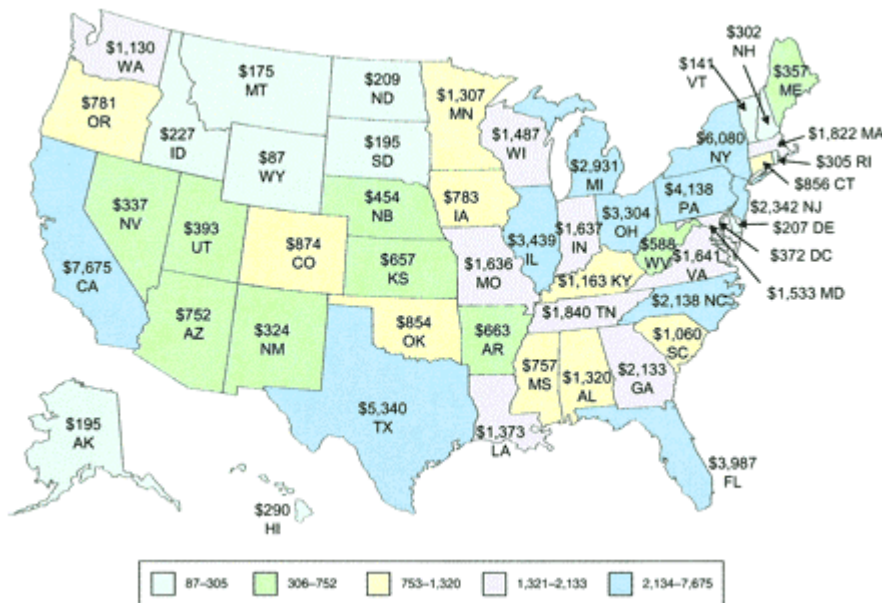 $1,130
WA
$781
OR
$175
MT
$227
ID
$87
WY
$209
ND
$195
SD
$1,307
MN
$1,487
WI
$2,931
MI
$302
NH
$141
VT
$357
ME
$6,080
NY
$1,822 MA
$305 RI
$856 CT
$4,138
PA
$2,342 NJ
$207 DE
$372 DC
$1,533 MD
$7,675
CA
$337
NV
$393
UT
$874
CO
$454
NB
$657
KS
$783
IA
$1,636
MO
$3,439
IL
$1,637
IN
$3,304
OH
$588
WV
$1,641
VA
$1,163 KY
$2,138 NC
$1,840 TN
$752
AZ
$324
NM
$854
OK
$663
AR
$757
MS
$1,320
AL
$2,133
GA
$1,060
SC
$5,340
TX
$1,373
LA
$3,987
FL
$195
AK
$290
HI
87–305
306–752
753–1,320
1,321–2,133
2,134–7,675